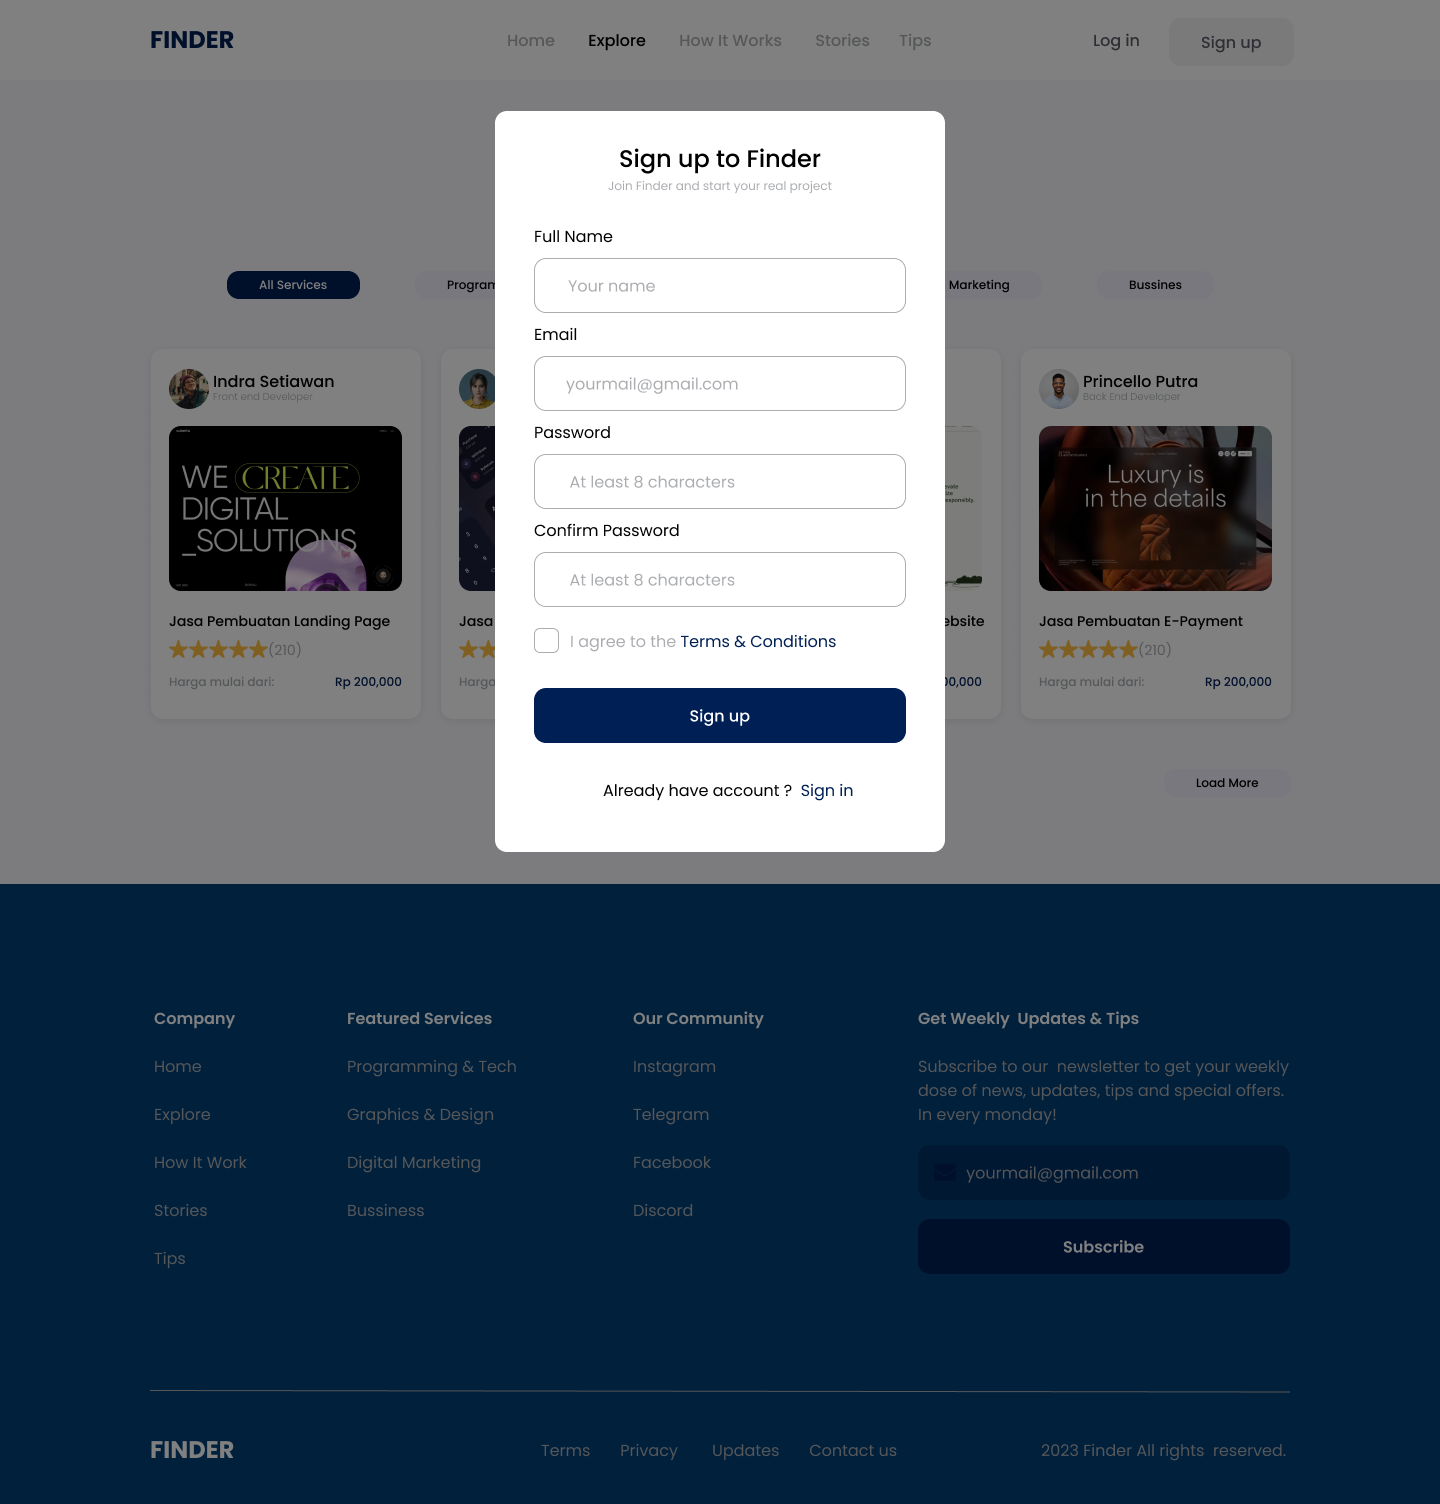 FINDER
Home Explore How It Works Stories Tips
Log in Sign up
Sign up to Finder
Join Finder and start your real project
Full Name
Your name
Email
yourmail@gmail.com
Password
At least 8 characters
Confirm Password
At least 8 characters
I agree to the Terms & Conditions
Sign up
Already have account ? Sign in
All Services
Program
Marketing
Bussines
Indra Setiawan
Front end Developer
WE CREATE
DIGITAL
_SOLUTIONS
Jasa Pembuatan Landing Page
(210)
Harga mulai dari: Rp 200,000
Jasa
Harga
ebsite
00,000
Princello Putra
Back End Developer
Luxury is
in the details
Jasa Pembuatan E-Payment
(210)
Harga mulai dari: Rp 200,000
Load More
Company
Home
Explore
How It Work
Stories
Tips
Featured Services
Programming & Tech
Graphics & Design
Digital Marketing
Bussiness
Our Community
Instagram
Telegram
Facebook
Discord
Get Weekly Updates & Tips
Subscribe to our newsletter to get your weekly
dose of news, updates, tips and special offers.
In every monday!
yourmail@gmail.com
Subscribe
FINDER
Terms Privacy Updates Contact us
2023 Finder All rights reserved.